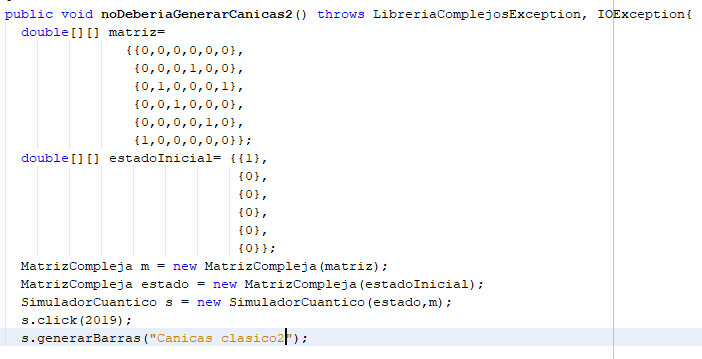 public void noDeberiaGenerarCanicas2() throws LibreriaComplejosException, IOException{
double[][] matriz=
{{0,0,0,0,0,0},
{0,0,0,1,0,0},
{0,1,0,0,0,1},
{0,0,1,0,0,0},
{0,0,0,0,1,0},
{1,0,0,0,0,0}};
double[][] estadoInicial= {{1},
{0},
{0},
{0},
{0},
{0}};
MatrizCompleja m = new MatrizCompleja(matriz);
MatrizCompleja estado = new MatrizCompleja(estadoInicial);
SimuladorCuantico s = new SimuladorCuantico(estado,m);
s.click(2019);
s.generarBarras("Canicas clasico2");